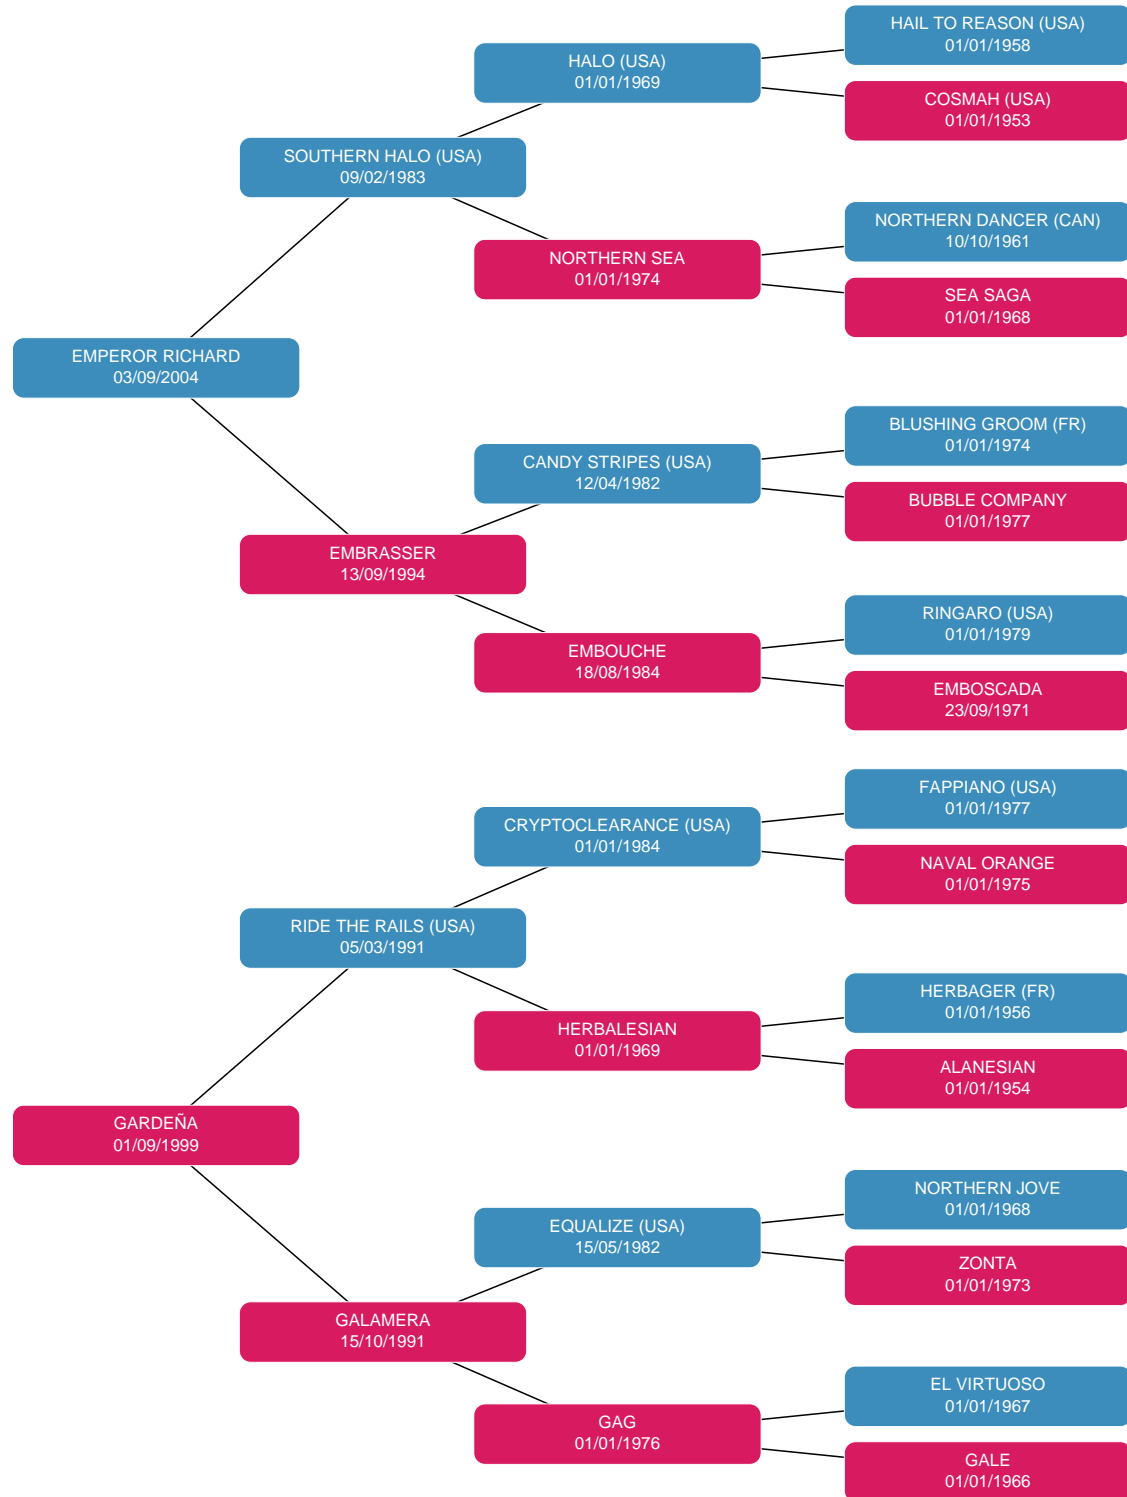 HAIL TO REASON (USA)
01/01/1958
HALO (USA)
01/01/1969
COSMAH (USA)
01/01/1953
SOUTHERN HALO (USA)
09/02/1983
NORTHERN DANCER (CAN)
10/10/1961
NORTHERN SEA
01/01/1974
SEA SAGA
01/01/1968
EMPEROR RICHARD
03/09/2004
BLUSHING GROOM (FR)
01/01/1974
CANDY STRIPES (USA)
12/04/1982
BUBBLE COMPANY
01/01/1977
EMBRASSER
13/09/1994
RINGARO (USA)
01/01/1979
EMBOUCHE
18/08/1984
EMBOSCADA
23/09/1971
FAPPIANO (USA)
01/01/1977
CRYPTOCLEARANCE (USA)
01/01/1984
NAVAL ORANGE
01/01/1975
RIDE THE RAILS (USA)
05/03/1991
HERBAGER (FR)
01/01/1956
HERBALESIAN
01/01/1969
ALANESIAN
01/01/1954
GARDEÑA
01/09/1999
NORTHERN JOVE
01/01/1968
EQUALIZE (USA)
15/05/1982
ZONTA
01/01/1973
GALAMERA
15/10/1991
EL VIRTUOSO
01/01/1967
GAG
01/01/1976
GALE
01/01/1966